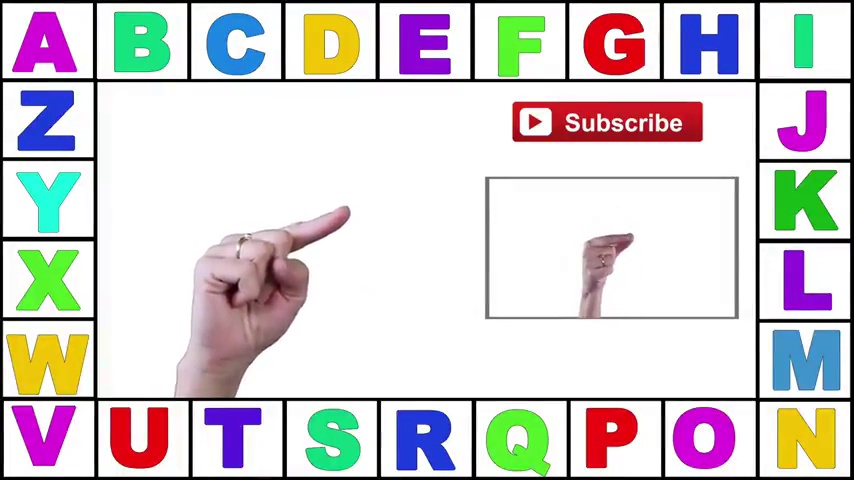 A B C D E F G H I
Subscribe
Z J
Y K
X L
W M
V U T S R Q P O N